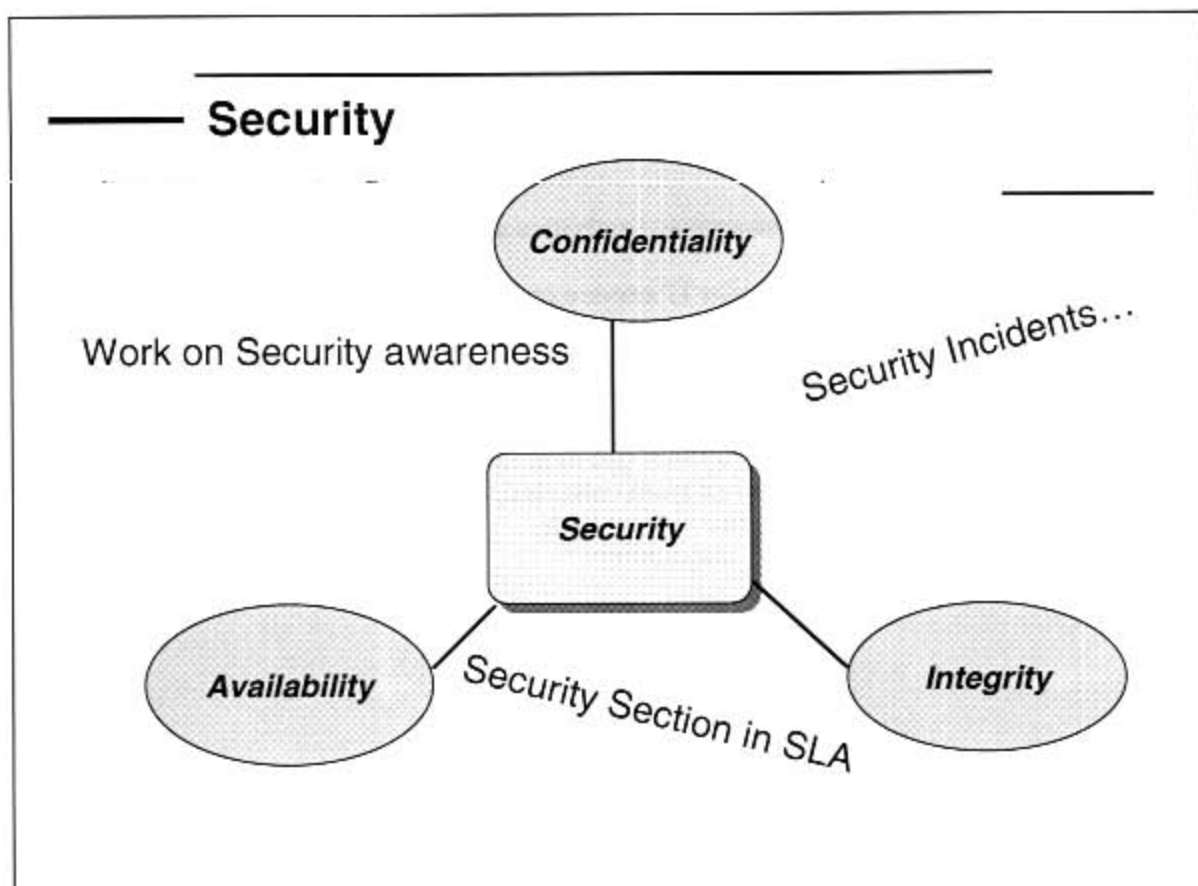 Security
Confidentiality
Work on Security awareness
Security Incidents...
Security
Availability
Security Section in SLA
Integrity